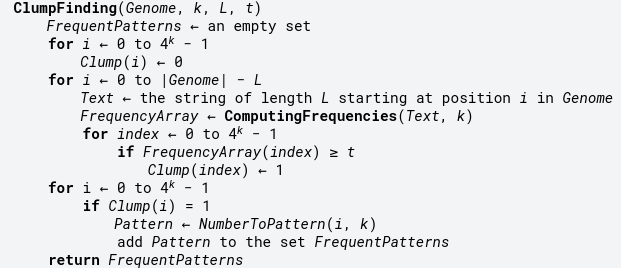 ClumpFinding(Genome, k, L, t)
FrequentPatterns ← an empty set
for i ← 0 to 4ᵏ − 1
Clump(i) ← 0
for i ← 0 to |Genome| − L
Text ← the string of length L starting at position i in Genome
FrequencyArray ← ComputingFrequencies(Text, k)
for index ← 0 to 4ᵏ − 1
if FrequencyArray(index) ≥ t
Clump(index) ← 1
for i ← 0 to 4ᵏ − 1
if Clump(i) = 1
Pattern ← NumberToPattern(i, k)
add Pattern to the set FrequentPatterns
return FrequentPatterns